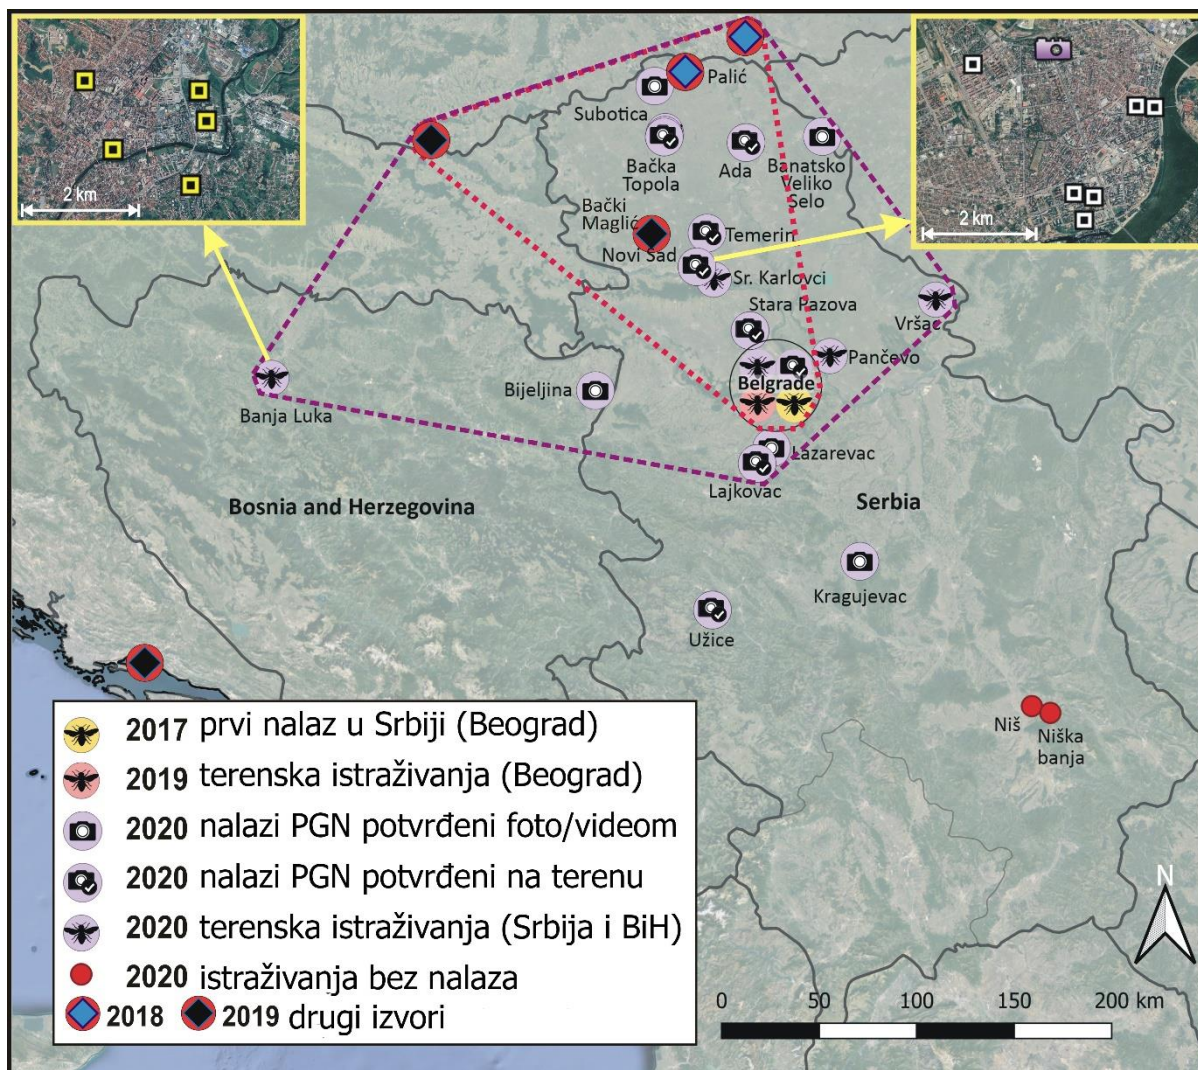 2 km
2 km
Palić
Subotica
Bačka
Topola
Ada
Banatsko
Veliko
Selo
Bački
Maglić
Temerin
Novi Sad
Sr. Karlovci
Stara Pazova
Vršac
Pančevo
Belgrade
Bijeljina
Banja Luka
Lazarevac
Lajkovac
Bosnia and Herzegovina
Serbia
Kragujevac
Užice
Niš
Niška
banja
2017 prvi nalaz u Srbiji (Beograd)
2019 terenska istraživanja (Beograd)
2020 nalazi PGN potvrđeni foto/videom
2020 nalazi PGN potvrđeni na terenu
2020 terenska istraživanja (Srbija i BiH)
2020 istraživanja bez nalaza
2018 2019 drugi izvori
N
0 50 100 150 200 km